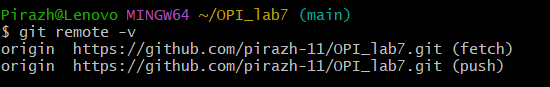 Pirazh@Lenovo MINGW64 ~/OPI_lab7 (main)
$ git remote -v
origin  https://github.com/pirazh-11/OPI_lab7.git (fetch)
origin  https://github.com/pirazh-11/OPI_lab7.git (push)